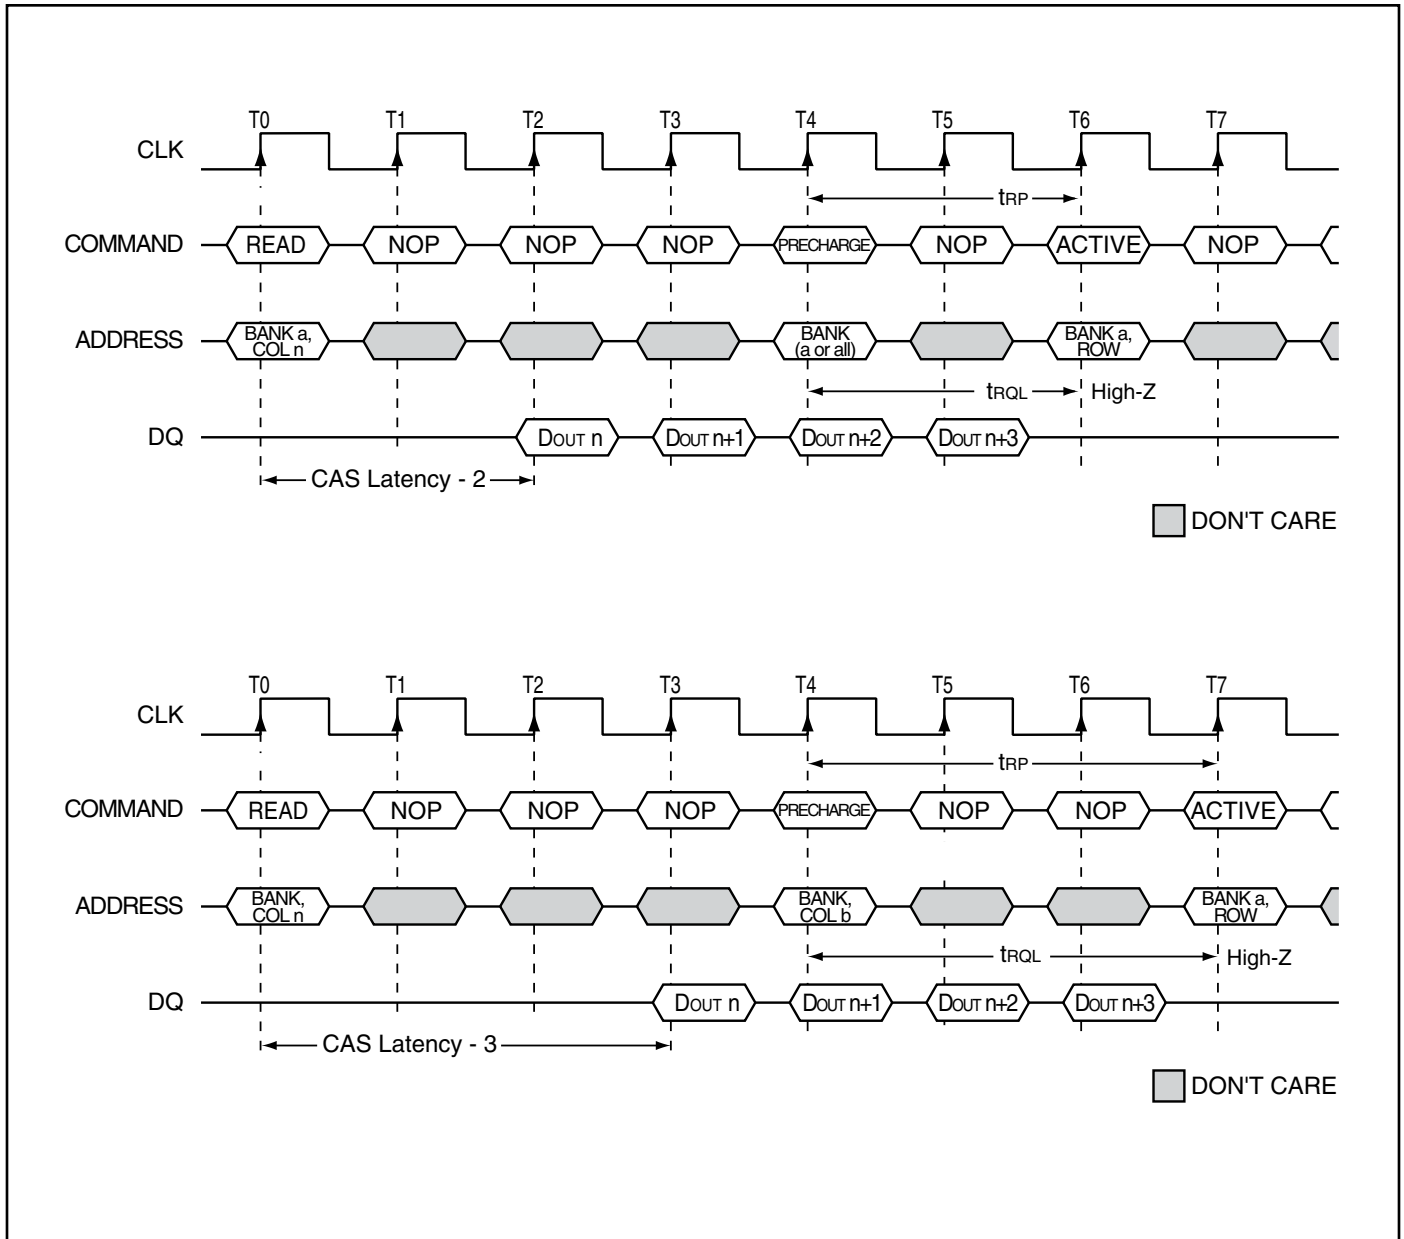 T0 T1 T2 T3 T4 T5 T6 T7
CLK
tRP
COMMAND READ NOP NOP NOP PRECHARGE NOP ACTIVE NOP
ADDRESS BANK a, COL n BANK (a or all) BANK a, ROW
tRQL High-Z
DQ DOUT n DOUT n+1 DOUT n+2 DOUT n+3
CAS Latency - 2
DON'T CARE
T0 T1 T2 T3 T4 T5 T6 T7
CLK
tRP
COMMAND READ NOP NOP NOP PRECHARGE NOP NOP ACTIVE
ADDRESS BANK, COL n BANK, COL b BANK a, ROW
tRQL High-Z
DQ DOUT n DOUT n+1 DOUT n+2 DOUT n+3
CAS Latency - 3
DON'T CARE